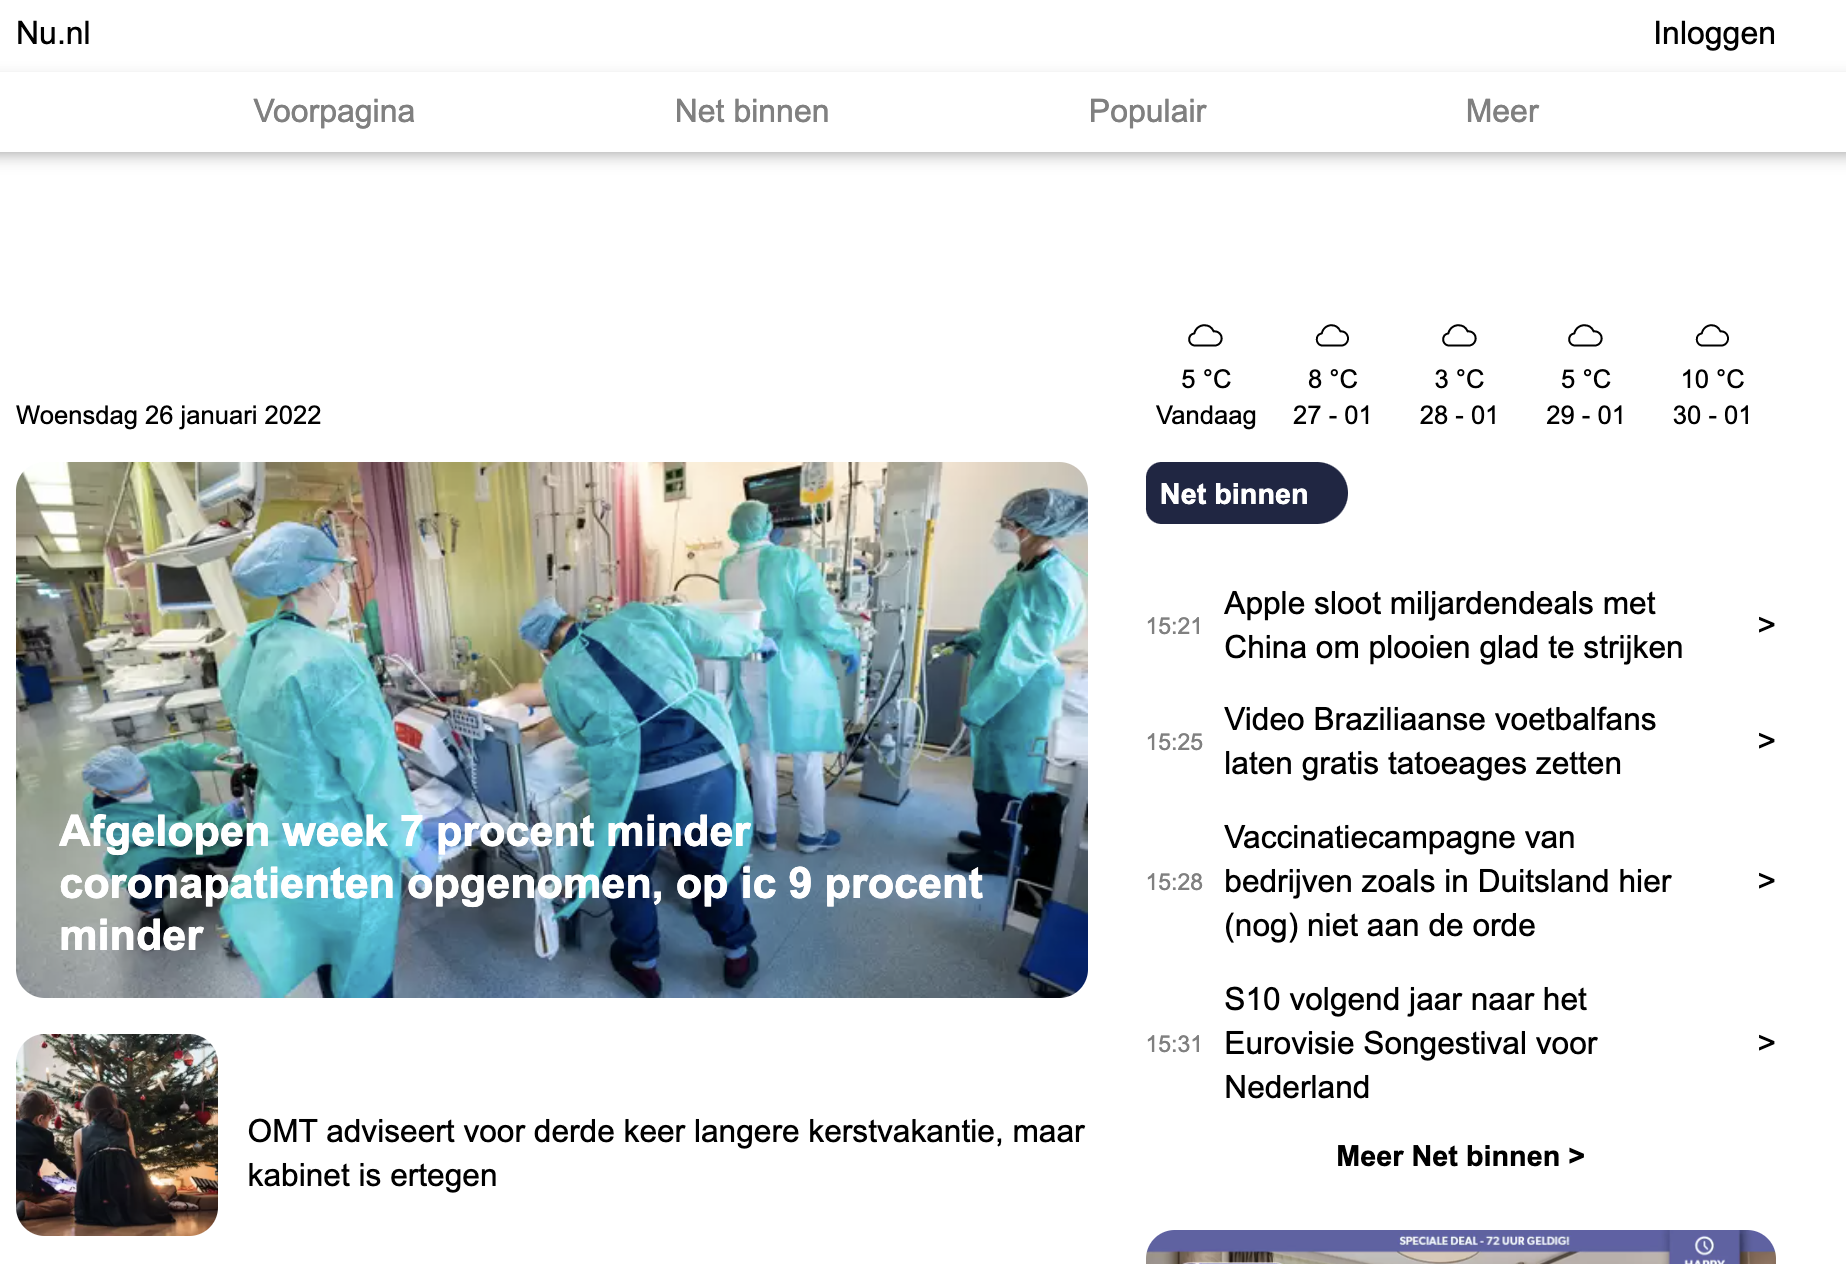 Nu.nl
Inloggen
Voorpagina
Net binnen
Populair
Meer
5 °C
8 °C
3 °C
5 °C
10 °C
Vandaag
27 - 01
28 - 01
29 - 01
30 - 01
Woensdag 26 januari 2022
Afgelopen week 7 procent minder
coronapatienten opgenomen, op ic 9 procent
minder
OMT adviseert voor derde keer langere kerstvakantie, maar
kabinet is ertegen
Net binnen
15:21
Apple sloot miljardendeals met
China om plooien glad te strijken
>
15:25
Video Braziliaanse voetbalfans
laten gratis tatoeages zetten
>
15:28
Vaccinatiecampagne van
bedrijven zoals in Duitsland hier
(nog) niet aan de orde
>
15:31
S10 volgend jaar naar het
Eurovisie Songestival voor
Nederland
>
Meer Net binnen >
SPECIALE DEAL - 72 UUR GELDIG!
HAPPY